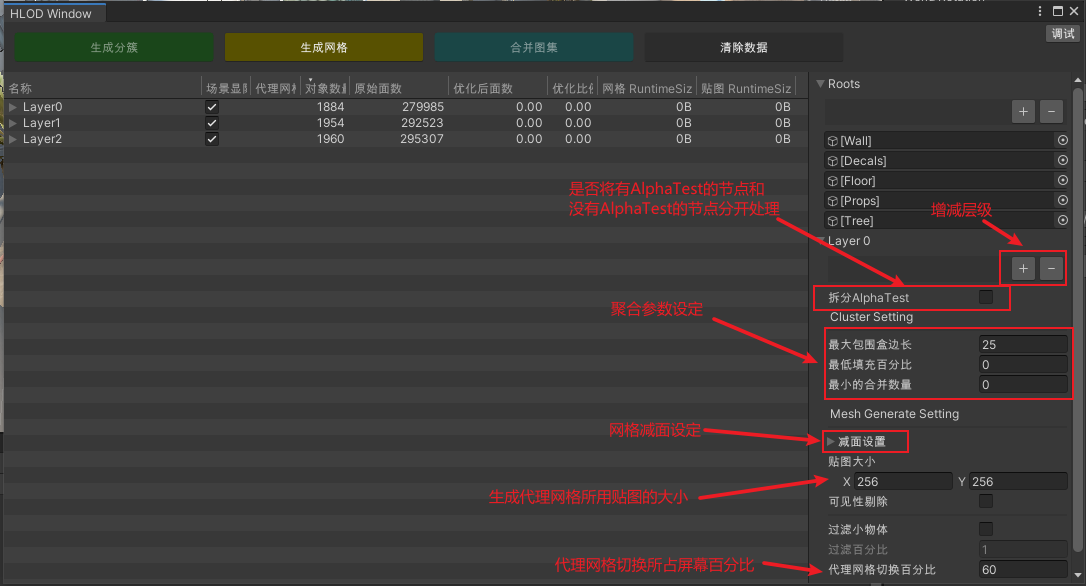 HLOD Window
调试
生成分簇
生成网格
合并图集
清除数据
名称
场景显
代理网
对象数
原始面数
优化后面数
优化比
网格 RuntimeSiz
贴图 RuntimeSiz
Layer0 1884 279985 0.00 0.00 0B 0B
Layer1 1954 292523 0.00 0.00 0B 0B
Layer2 1960 295307 0.00 0.00 0B 0B
Roots
+ -
[Wall]
[Decals]
[Floor]
[Props]
[Tree]
是否将有AlphaTest的节点和
没有AlphaTest的节点分开处理
增减层级
Layer 0
+ -
拆分AlphaTest
Cluster Setting
聚合参数设定
最大包围盒边长 25
最低填充百分比 0
最小的合并数量 0
Mesh Generate Setting
网格减面设定
减面设置
贴图大小
X 256 Y 256
生成代理网格所用贴图的大小
可见性剔除
过滤小物体
过滤百分比 1
代理网格切换所占屏幕百分比
代理网格切换百分比 60